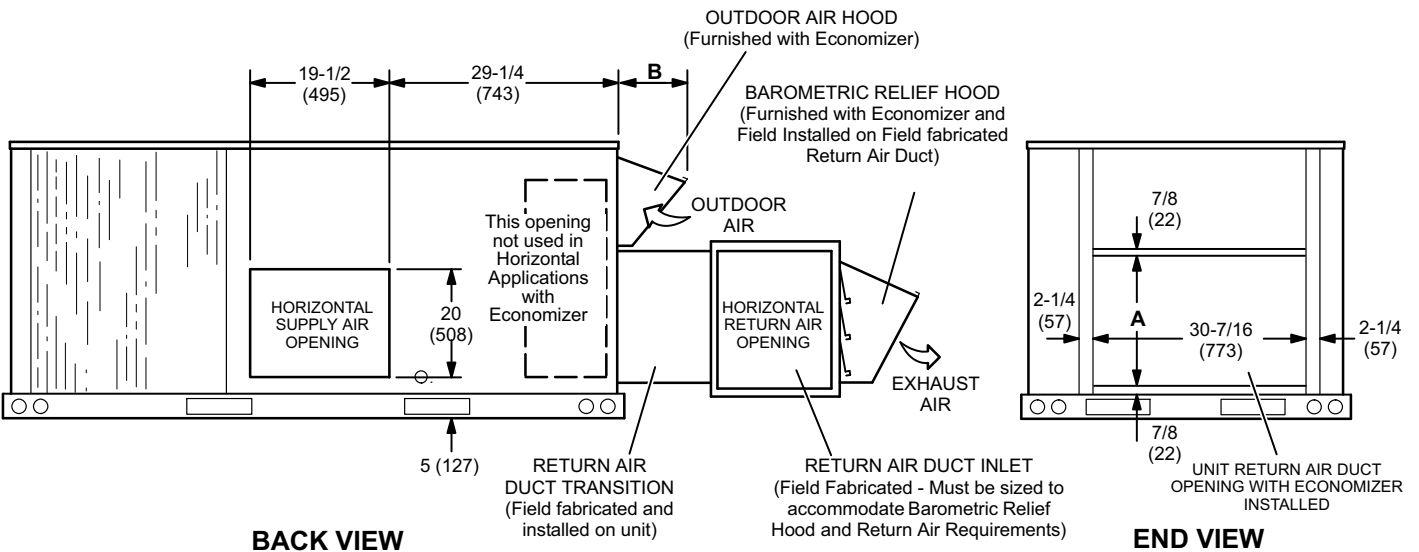 OUTDOOR AIR HOOD
(Furnished with Economizer)
19-1/2
(495)
29-1/4
(743)
B
BAROMETRIC RELIEF HOOD
(Furnished with Economizer and
Field Installed on Field fabricated
Return Air Duct)
OUTDOOR
AIR
This opening
not used in
Horizontal
Applications
with
Economizer
HORIZONTAL
SUPPLY AIR
OPENING
20
(508)
HORIZONTAL
RETURN AIR
OPENING
EXHAUST
AIR
5 (127)
RETURN AIR
DUCT TRANSITION
(Field fabricated and
installed on unit)
RETURN AIR DUCT INLET
(Field Fabricated - Must be sized to
accommodate Barometric Relief
Hood and Return Air Requirements)
BACK VIEW
7/8
(22)
2-1/4
(57)
A
30-7/16
(773)
2-1/4
(57)
7/8
(22)
UNIT RETURN AIR DUCT
OPENING WITH ECONOMIZER
INSTALLED
END VIEW